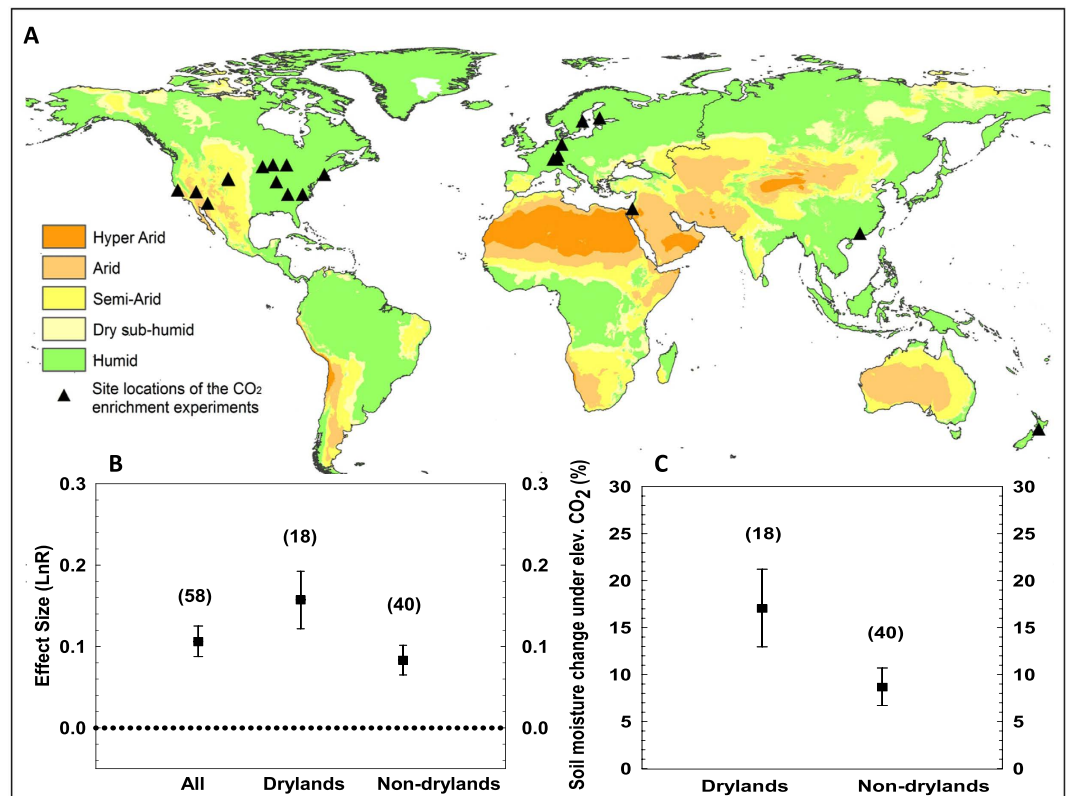 A
Hyper Arid
Arid
Semi-Arid
Dry sub-humid
Humid
Site locations of the CO2
enrichment experiments
B
Effect Size (LnR)
0.3
0.2
0.1
0.0
(58)
(18)
(40)
0.3
0.2
0.1
0.0
All Drylands Non-drylands
C
Soil moisture change under elev. CO2 (%)
30
25
20
15
10
5
0
(18)
(40)
30
25
20
15
10
5
0
Drylands Non-drylands